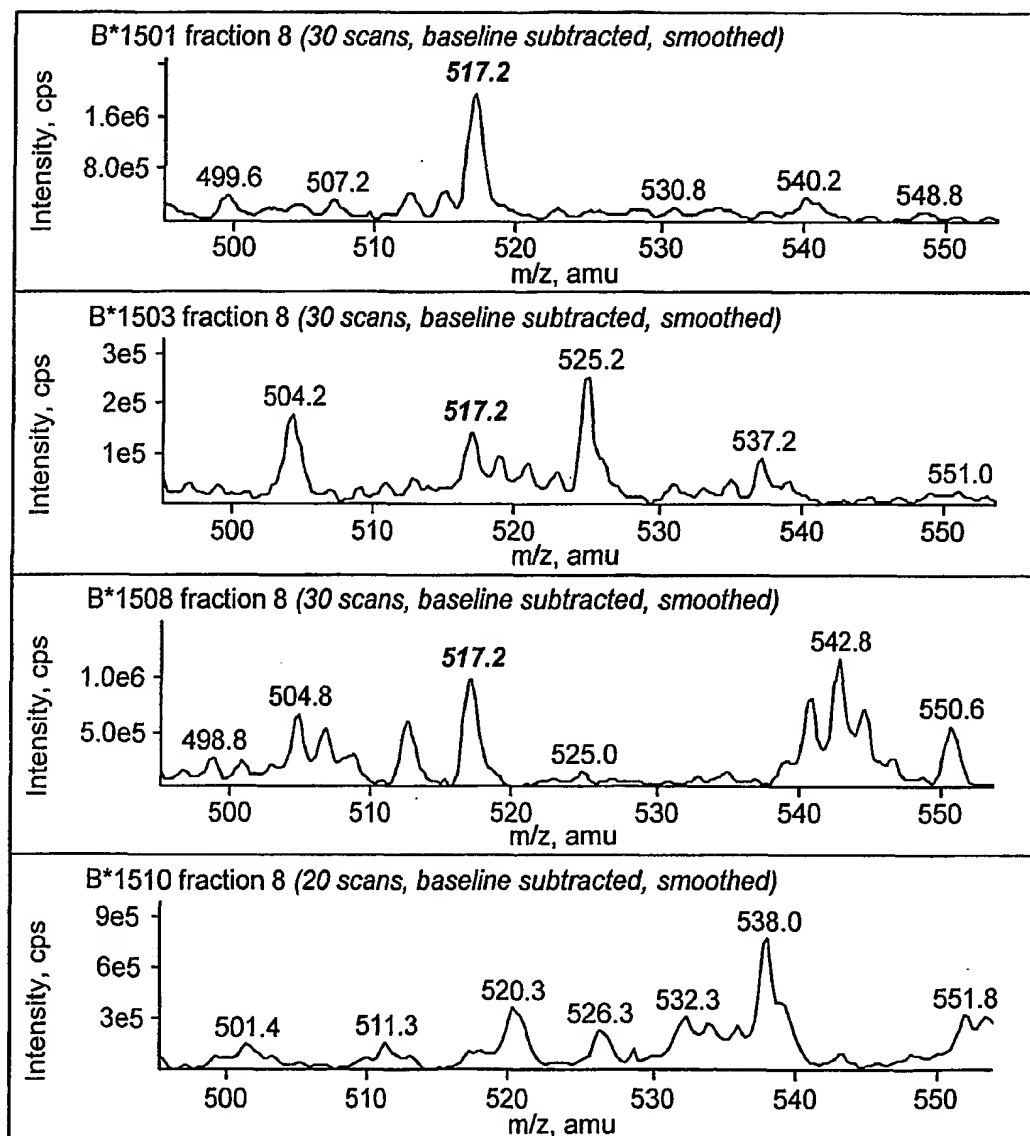 B*1501 fraction 8 (30 scans, baseline subtracted, smoothed)
517.2
Intensity, cps
1.6e6
8.0e5
499.6
507.2
530.8
540.2
548.8
500
510
520
530
540
550
m/z, amu
B*1503 fraction 8 (30 scans, baseline subtracted, smoothed)
Intensity, cps
3e5
2e5
1e5
504.2
517.2
525.2
537.2
551.0
500
510
520
530
540
550
m/z, amu
B*1508 fraction 8 (30 scans, baseline subtracted, smoothed)
Intensity, cps
1.0e6
5.0e5
498.8
504.8
517.2
525.0
542.8
550.6
500
510
520
530
540
550
m/z, amu
B*1510 fraction 8 (20 scans, baseline subtracted, smoothed)
Intensity, cps
9e5
6e5
3e5
501.4
511.3
520.3
526.3
532.3
538.0
551.8
500
510
520
530
540
550
m/z, amu